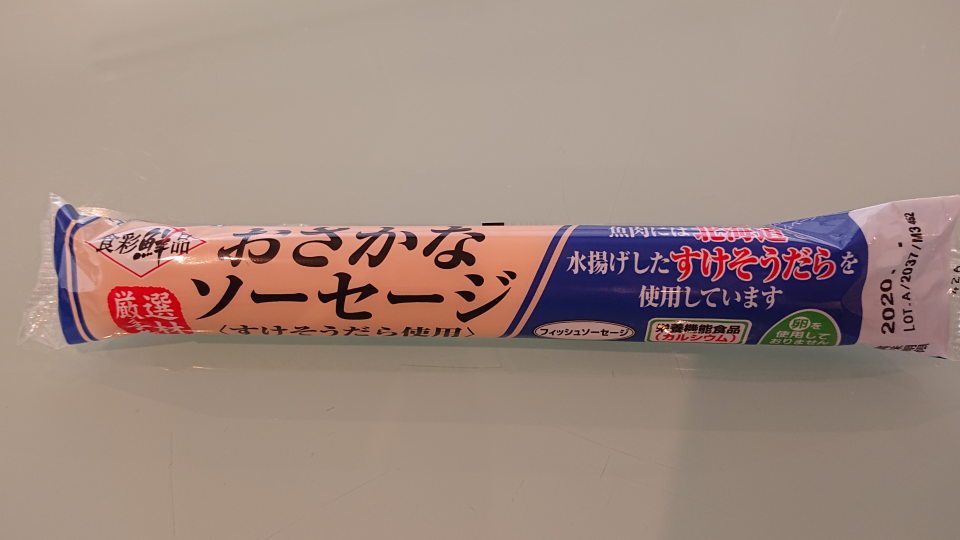 食彩鮮品
厳選
素材
おさかな
ソーセージ
〈すけそうだら使用〉
魚肉には北海道
水揚げしたすけそうだらを
使用しています
フィッシュソーセージ
栄養機能食品
(カルシウム)
卵を
使用して
おりません
2020.
LOT.A/2037/M3462